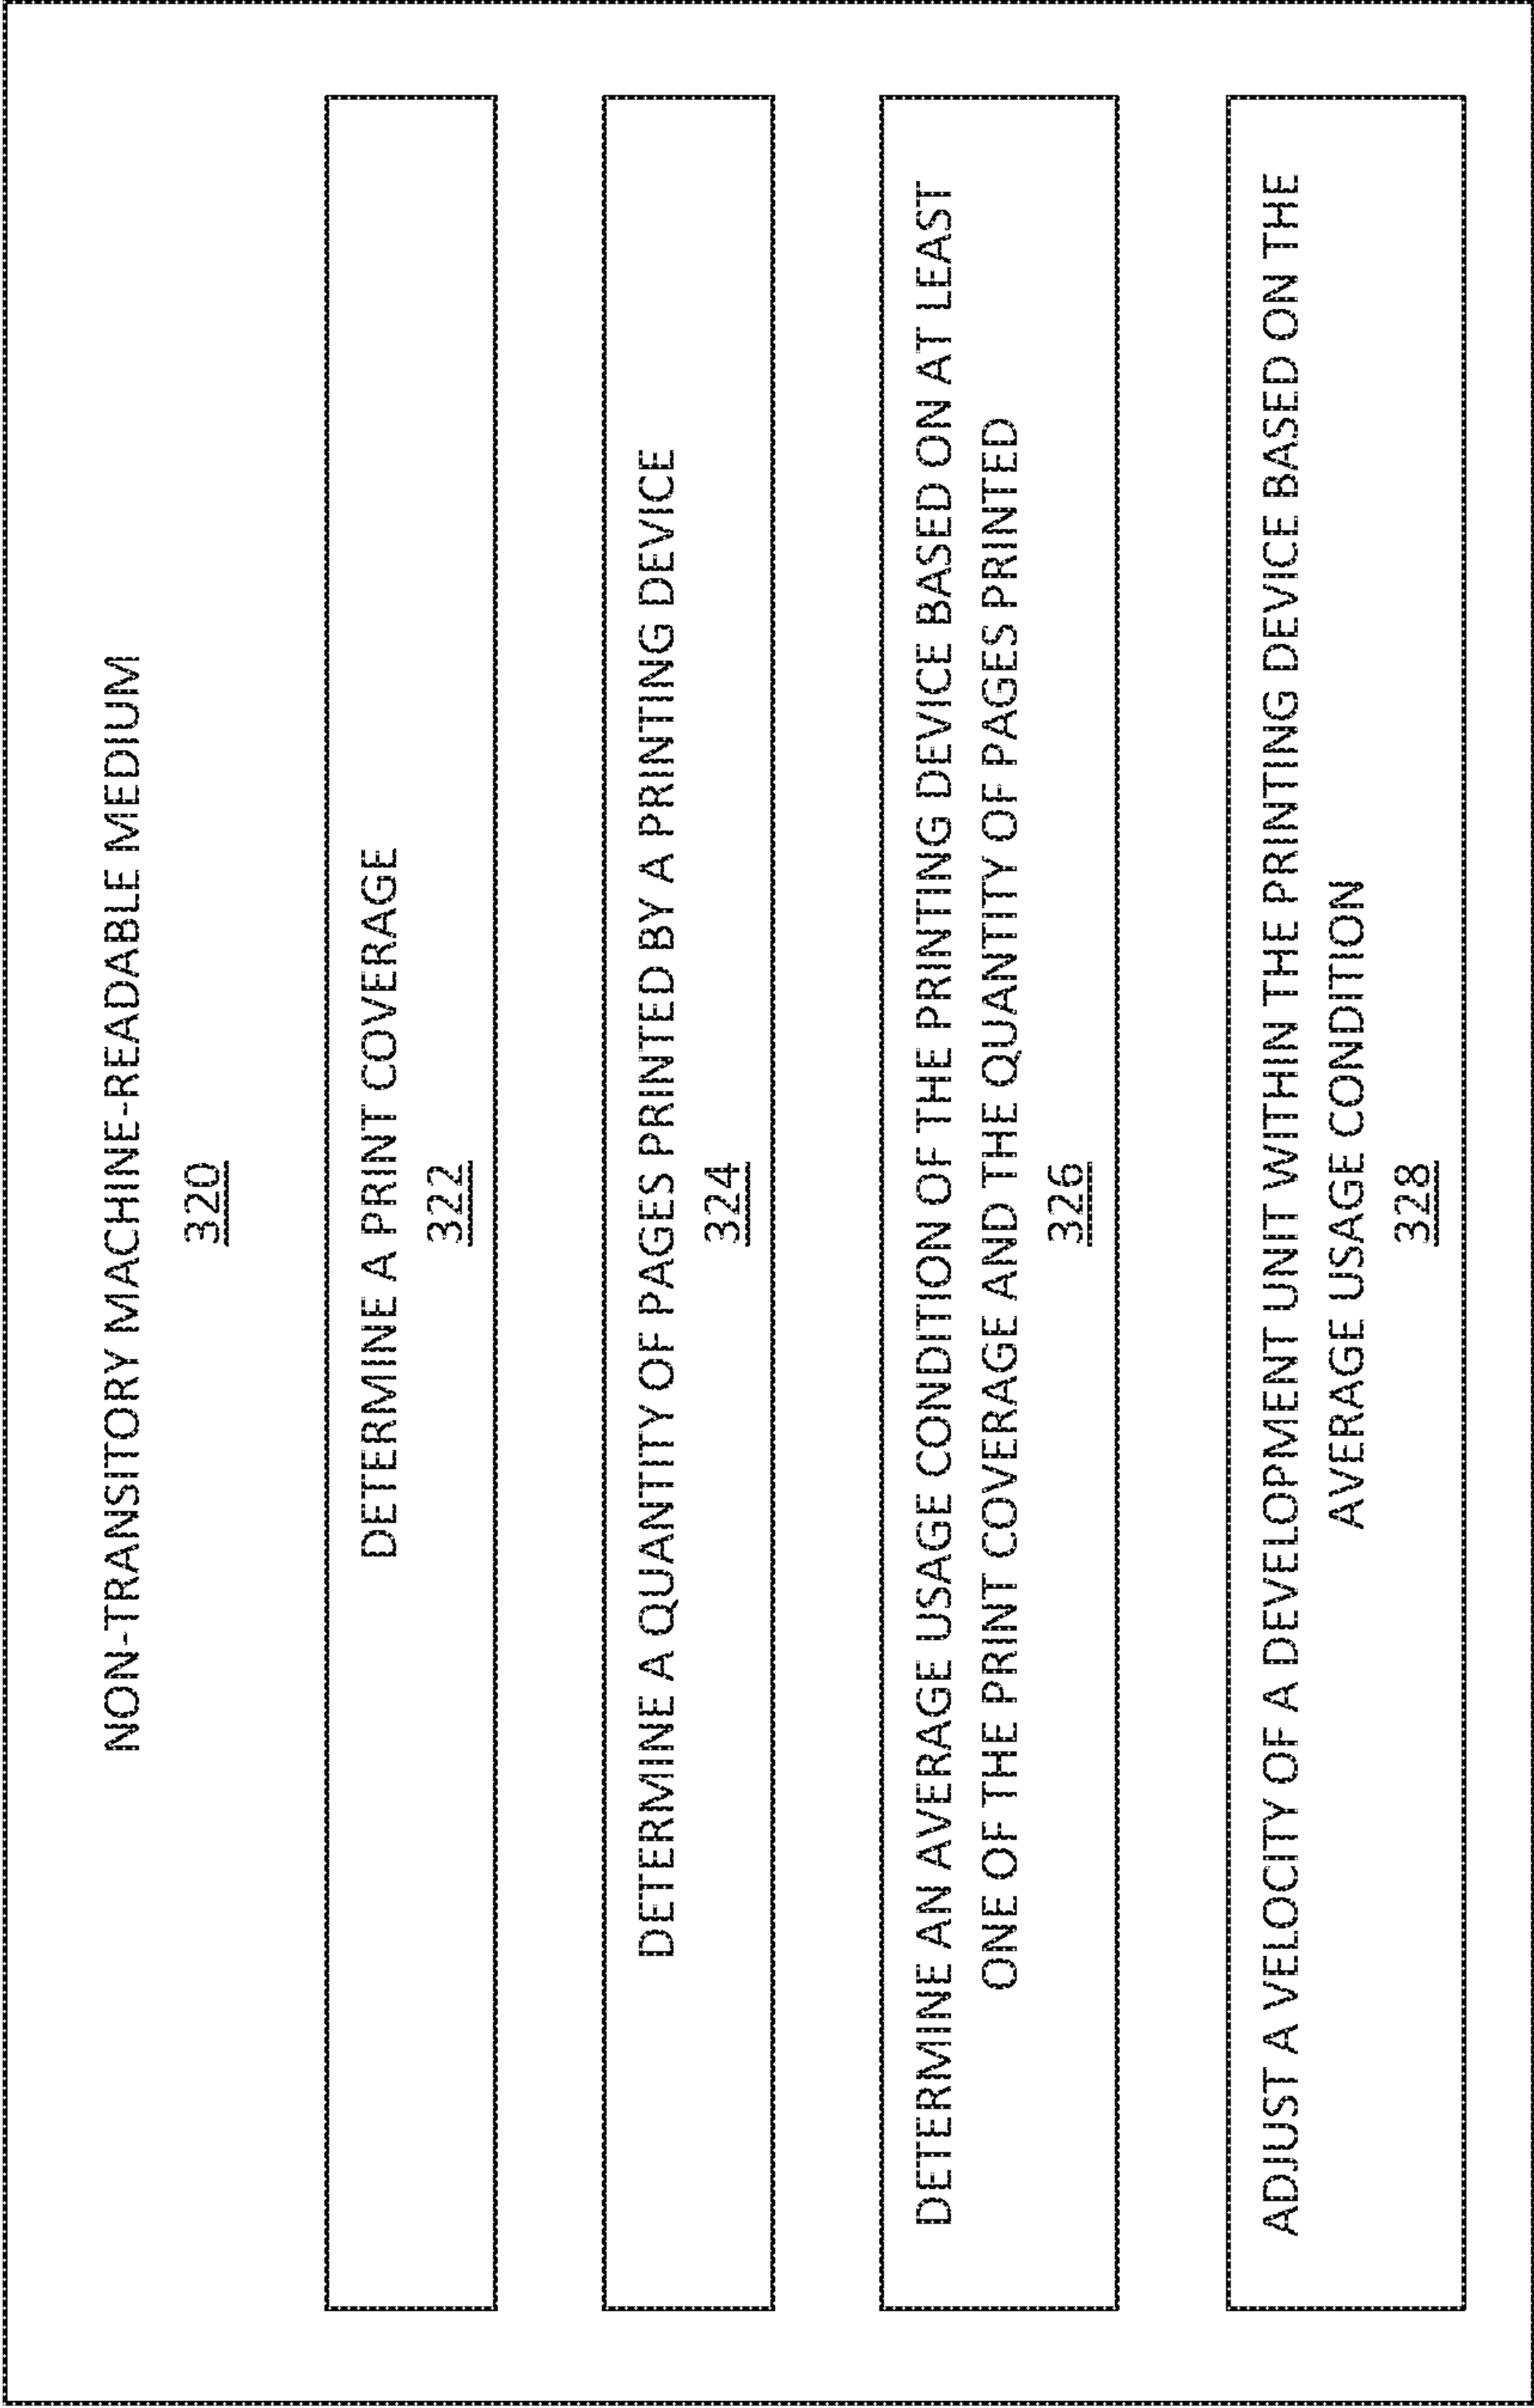 NON-TRANSITORY MACHINE-READABLE MEDIUM
320
DETERMINE A PRINT COVERAGE
322
DETERMINE A QUANTITY OF PAGES PRINTED BY A PRINTING DEVICE
324
DETERMINE AN AVERAGE USAGE CONDITION OF THE PRINTING DEVICE BASED ON AT LEAST
ONE OF THE PRINT COVERAGE AND THE QUANTITY OF PAGES PRINTED
326
ADJUST A VELOCITY OF A DEVELOPMENT UNIT WITHIN THE PRINTING DEVICE BASED ON THE
AVERAGE USAGE CONDITION
328